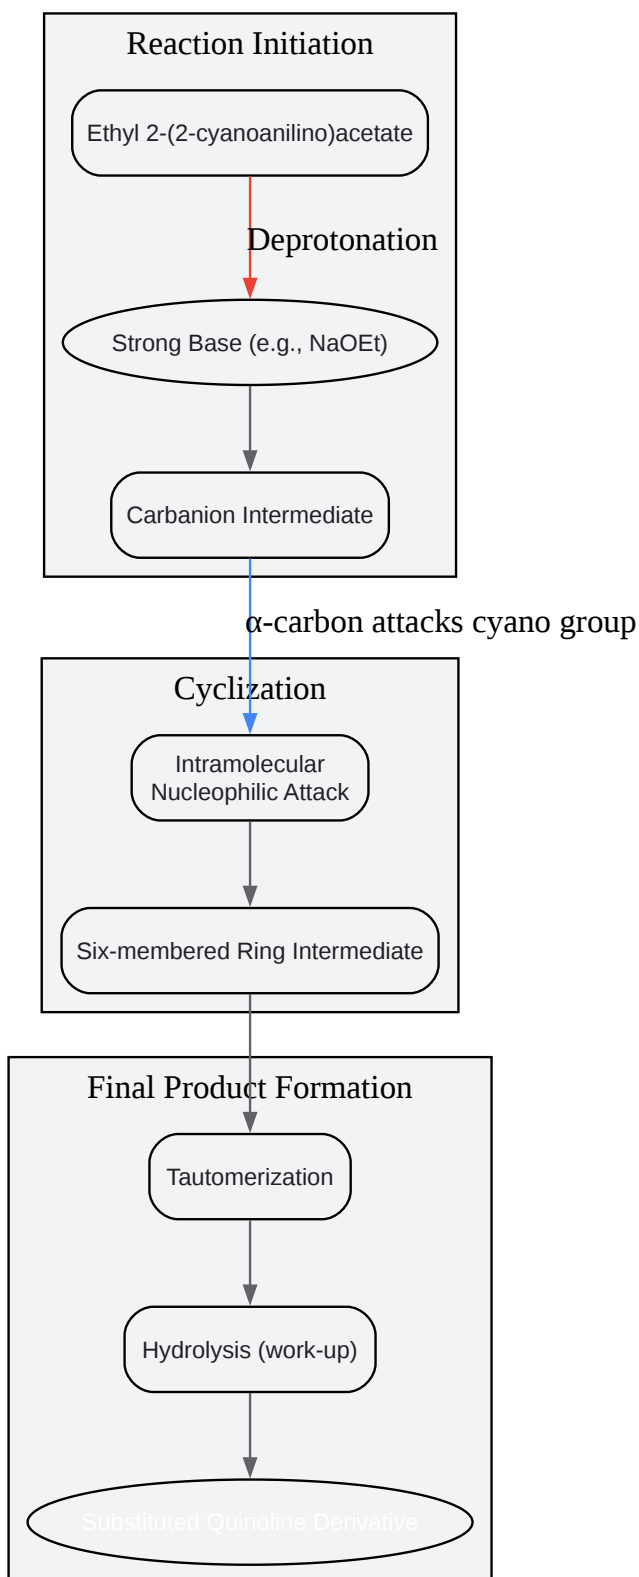 Reaction Initiation
Ethyl 2-(2-cyanoanilino)acetate
Deprotonation
Strong Base (e.g., NaOEt)
Carbanion Intermediate
α-carbon attacks cyano group
Cyclization
Intramolecular
Nucleophilic Attack
Six-membered Ring Intermediate
Final Product Formation
Tautomerization
Hydrolysis (work-up)
Substituted Quinoline Derivative